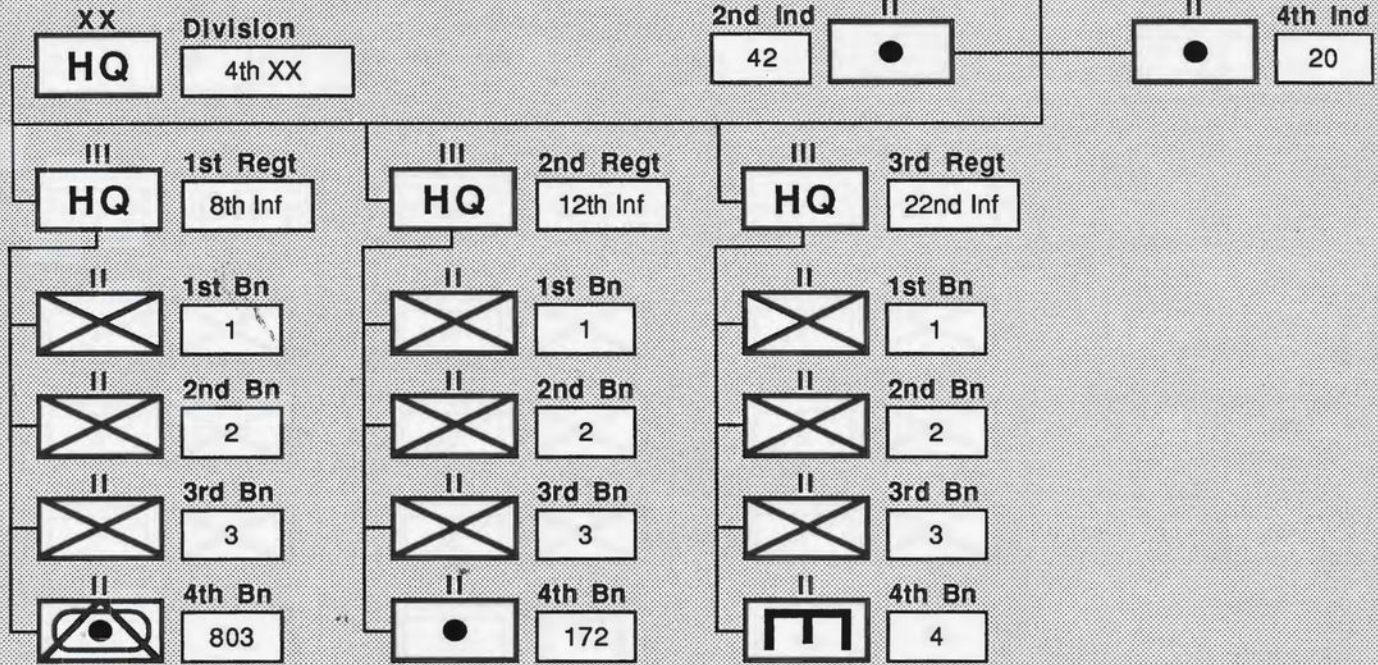 XX
Division
HQ
4th XX
2nd Ind
II
42
II
4th Ind
20
III
1st Regt
HQ
8th Inf
III
2nd Regt
HQ
12th Inf
III
3rd Regt
HQ
22nd Inf
II
1st Bn
1
II
1st Bn
1
II
1st Bn
1
II
2nd Bn
2
II
2nd Bn
2
II
2nd Bn
2
II
3rd Bn
3
II
3rd Bn
3
II
3rd Bn
3
II
4th Bn
803
II
4th Bn
172
II
4th Bn
4